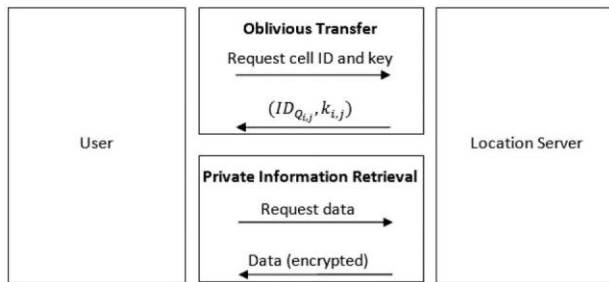 User
Oblivious Transfer
Request cell ID and key
(ID_{Q_{i,j}}, k_{i,j})
Private Information Retrieval
Request data
Data (encrypted)
Location Server